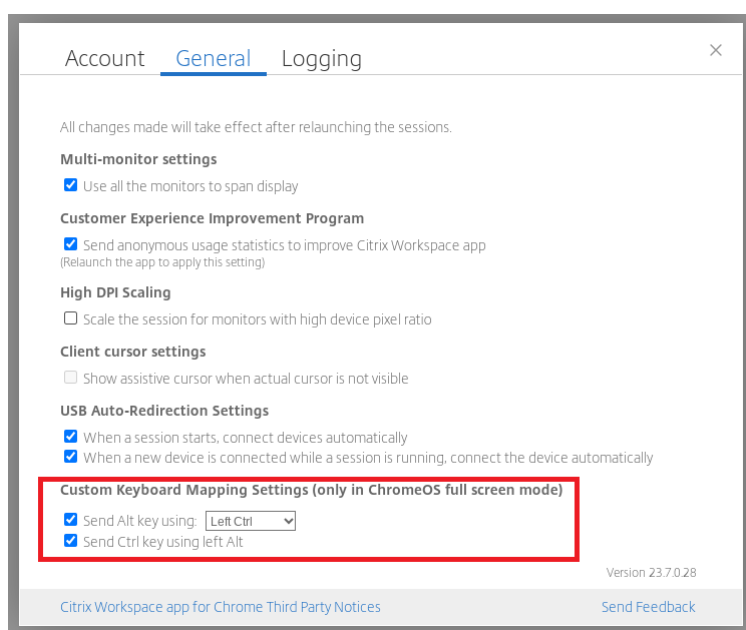 Account General Logging
All changes made will take effect after relaunching the sessions.
Multi-monitor settings
Use all the monitors to span display
Customer Experience Improvement Program
Send anonymous usage statistics to improve Citrix Workspace app
(Relaunch the app to apply this setting)
High DPI Scaling
Scale the session for monitors with high device pixel ratio
Client cursor settings
Show assistive cursor when actual cursor is not visible
USB Auto-Redirection Settings
When a session starts, connect devices automatically
When a new device is connected while a session is running, connect the device automatically
Custom Keyboard Mapping Settings (only in ChromeOS full screen mode)
Send Alt key using: Left Ctrl
Send Ctrl key using left Alt
Version 23.7.0.28
Citrix Workspace app for Chrome Third Party Notices Send Feedback